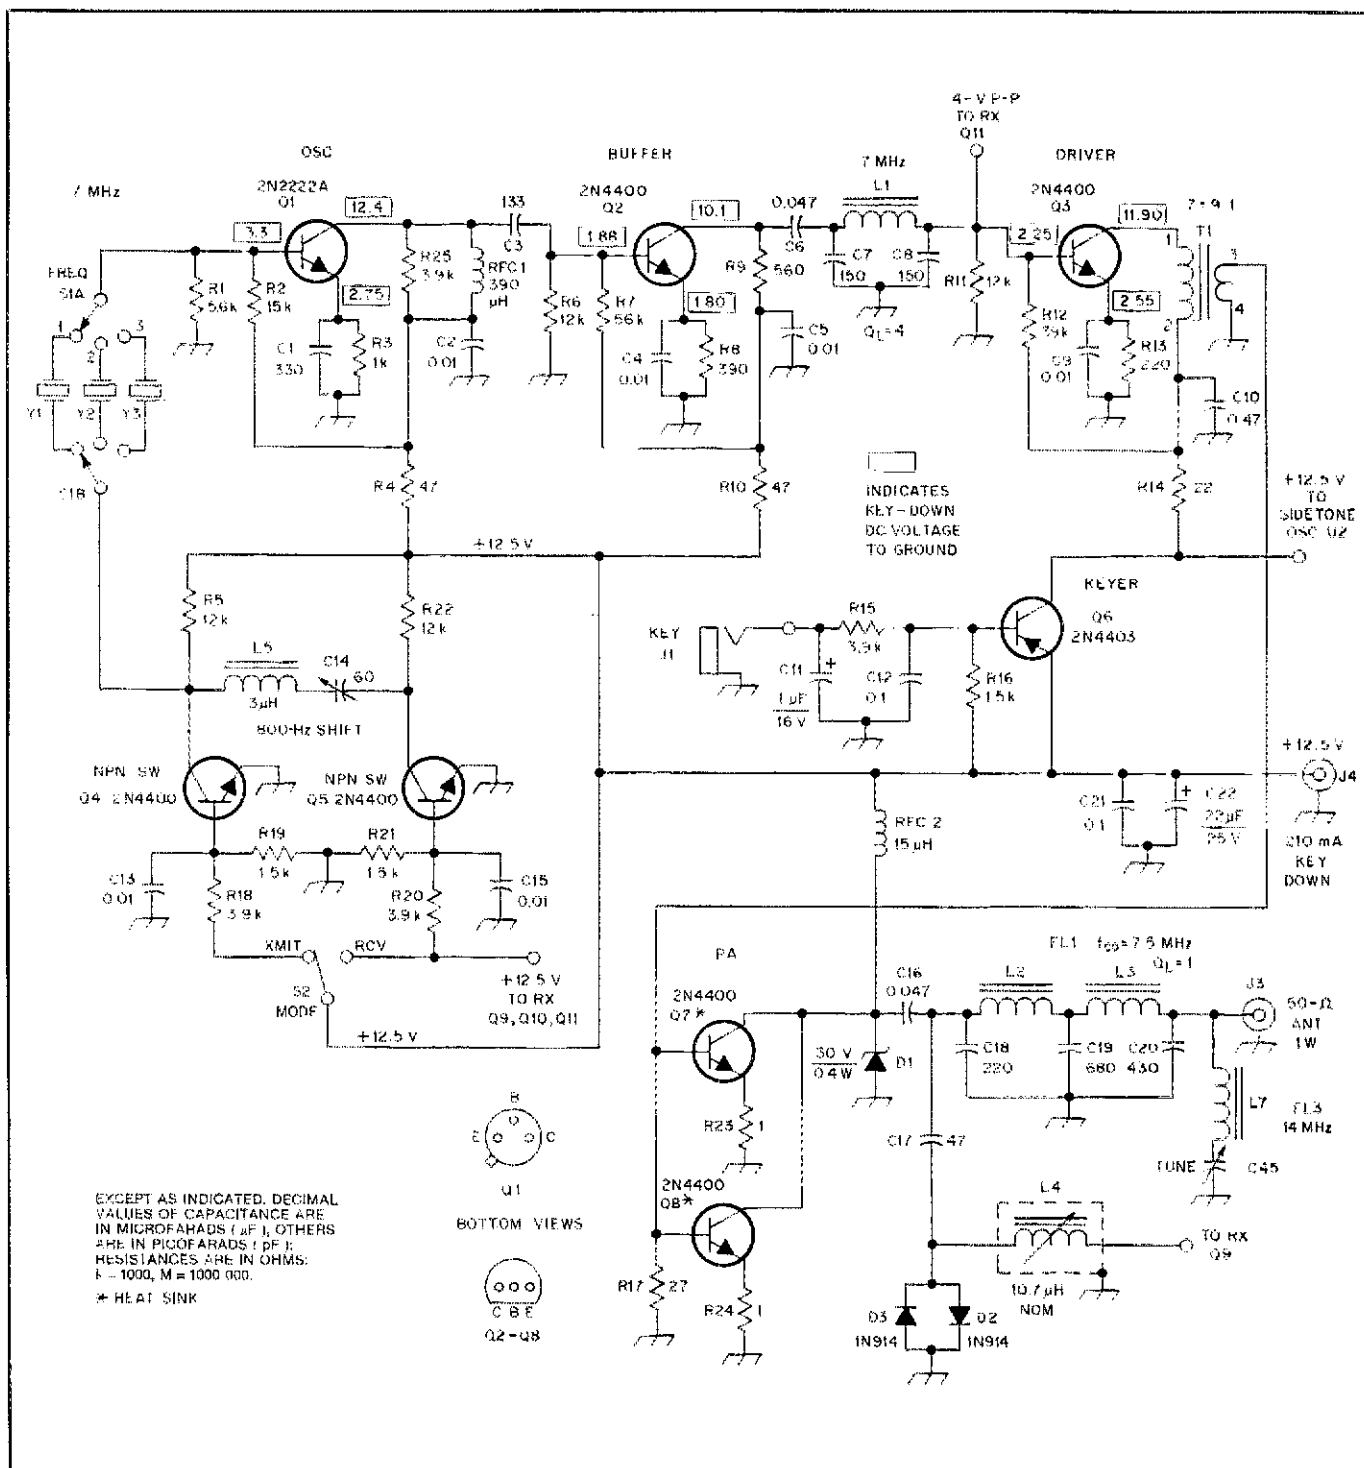 4-V P-P
TO RX
Q11
OSC
BUFFER
7 MHz
DRIVER
7 MHz
2N2222A
Q1
12.4
133
C3
2N4400
Q2
10.1
0.047
C6
L1
2N4400
Q3
11.90
7 = 9:1
T1
3.3
1.88
2.25
1
3
FREQ
S1A
R1
5.6k
R2
15k
R25
3.9k
RFC1
390
μH
R6
12k
R7
56k
R9
560
C7
150
C8
150
R11
12k
2.75
1.80
2.55
2
4
1
2
3
C1
330
R3
1k
C2
0.01
C4
0.01
R8
390
C5
0.01
QL=4
R12
39k
C9
0.01
R13
220
C10
0.47
Y1
Y2
Y3
S1B
R4
47
R10
47
INDICATES
KEY-DOWN
DC VOLTAGE
TO GROUND
R14
22
+12.5 V
TO
SIDETONE
OSC U2
+12.5 V
R5
12k
R22
12k
KEYER
Q6
2N4403
KEY
J1
R15
3.9k
C11
+
1 μF
16 V
C12
0.1
R16
1.5k
L5
3μH
C14
60
800-Hz SHIFT
+12.5 V
J4
NPN SW
Q4 2N4400
NPN SW
Q5 2N4400
C21
0.1
+
C22
22μF
25 V
210 mA
KEY
DOWN
RFC 2
15 μH
R19
1.5k
R21
1.5k
C13
0.01
R18
3.9k
R20
3.9k
C15
0.01
XMIT
RCV
S2
MODE
+12.5 V
TO RX
Q9, Q10, Q11
+12.5 V
PA
FL1 fco=7.5 MHz
QL=1
2N4400
Q7*
C16
0.047
L2
L3
J3
50-Ω
ANT
1W
30 V
0.4W
D1
C18
220
C19
680
C20
430
L7
FL3
14 MHz
R23
1
C17
47
TUNE
C45
B
E
C
Q1
BOTTOM VIEWS
2N4400
Q8*
L4
TO RX
Q9
10.7 μH
NOM
EXCEPT AS INDICATED, DECIMAL
VALUES OF CAPACITANCE ARE
IN MICROFARADS ( μF ); OTHERS
ARE IN PICOFARADS ( pF );
RESISTANCES ARE IN OHMS;
k = 1000, M = 1000 000.
* HEAT SINK
C B E
Q2-Q8
R17
27
R24
1
D3
1N914
D2
1N914